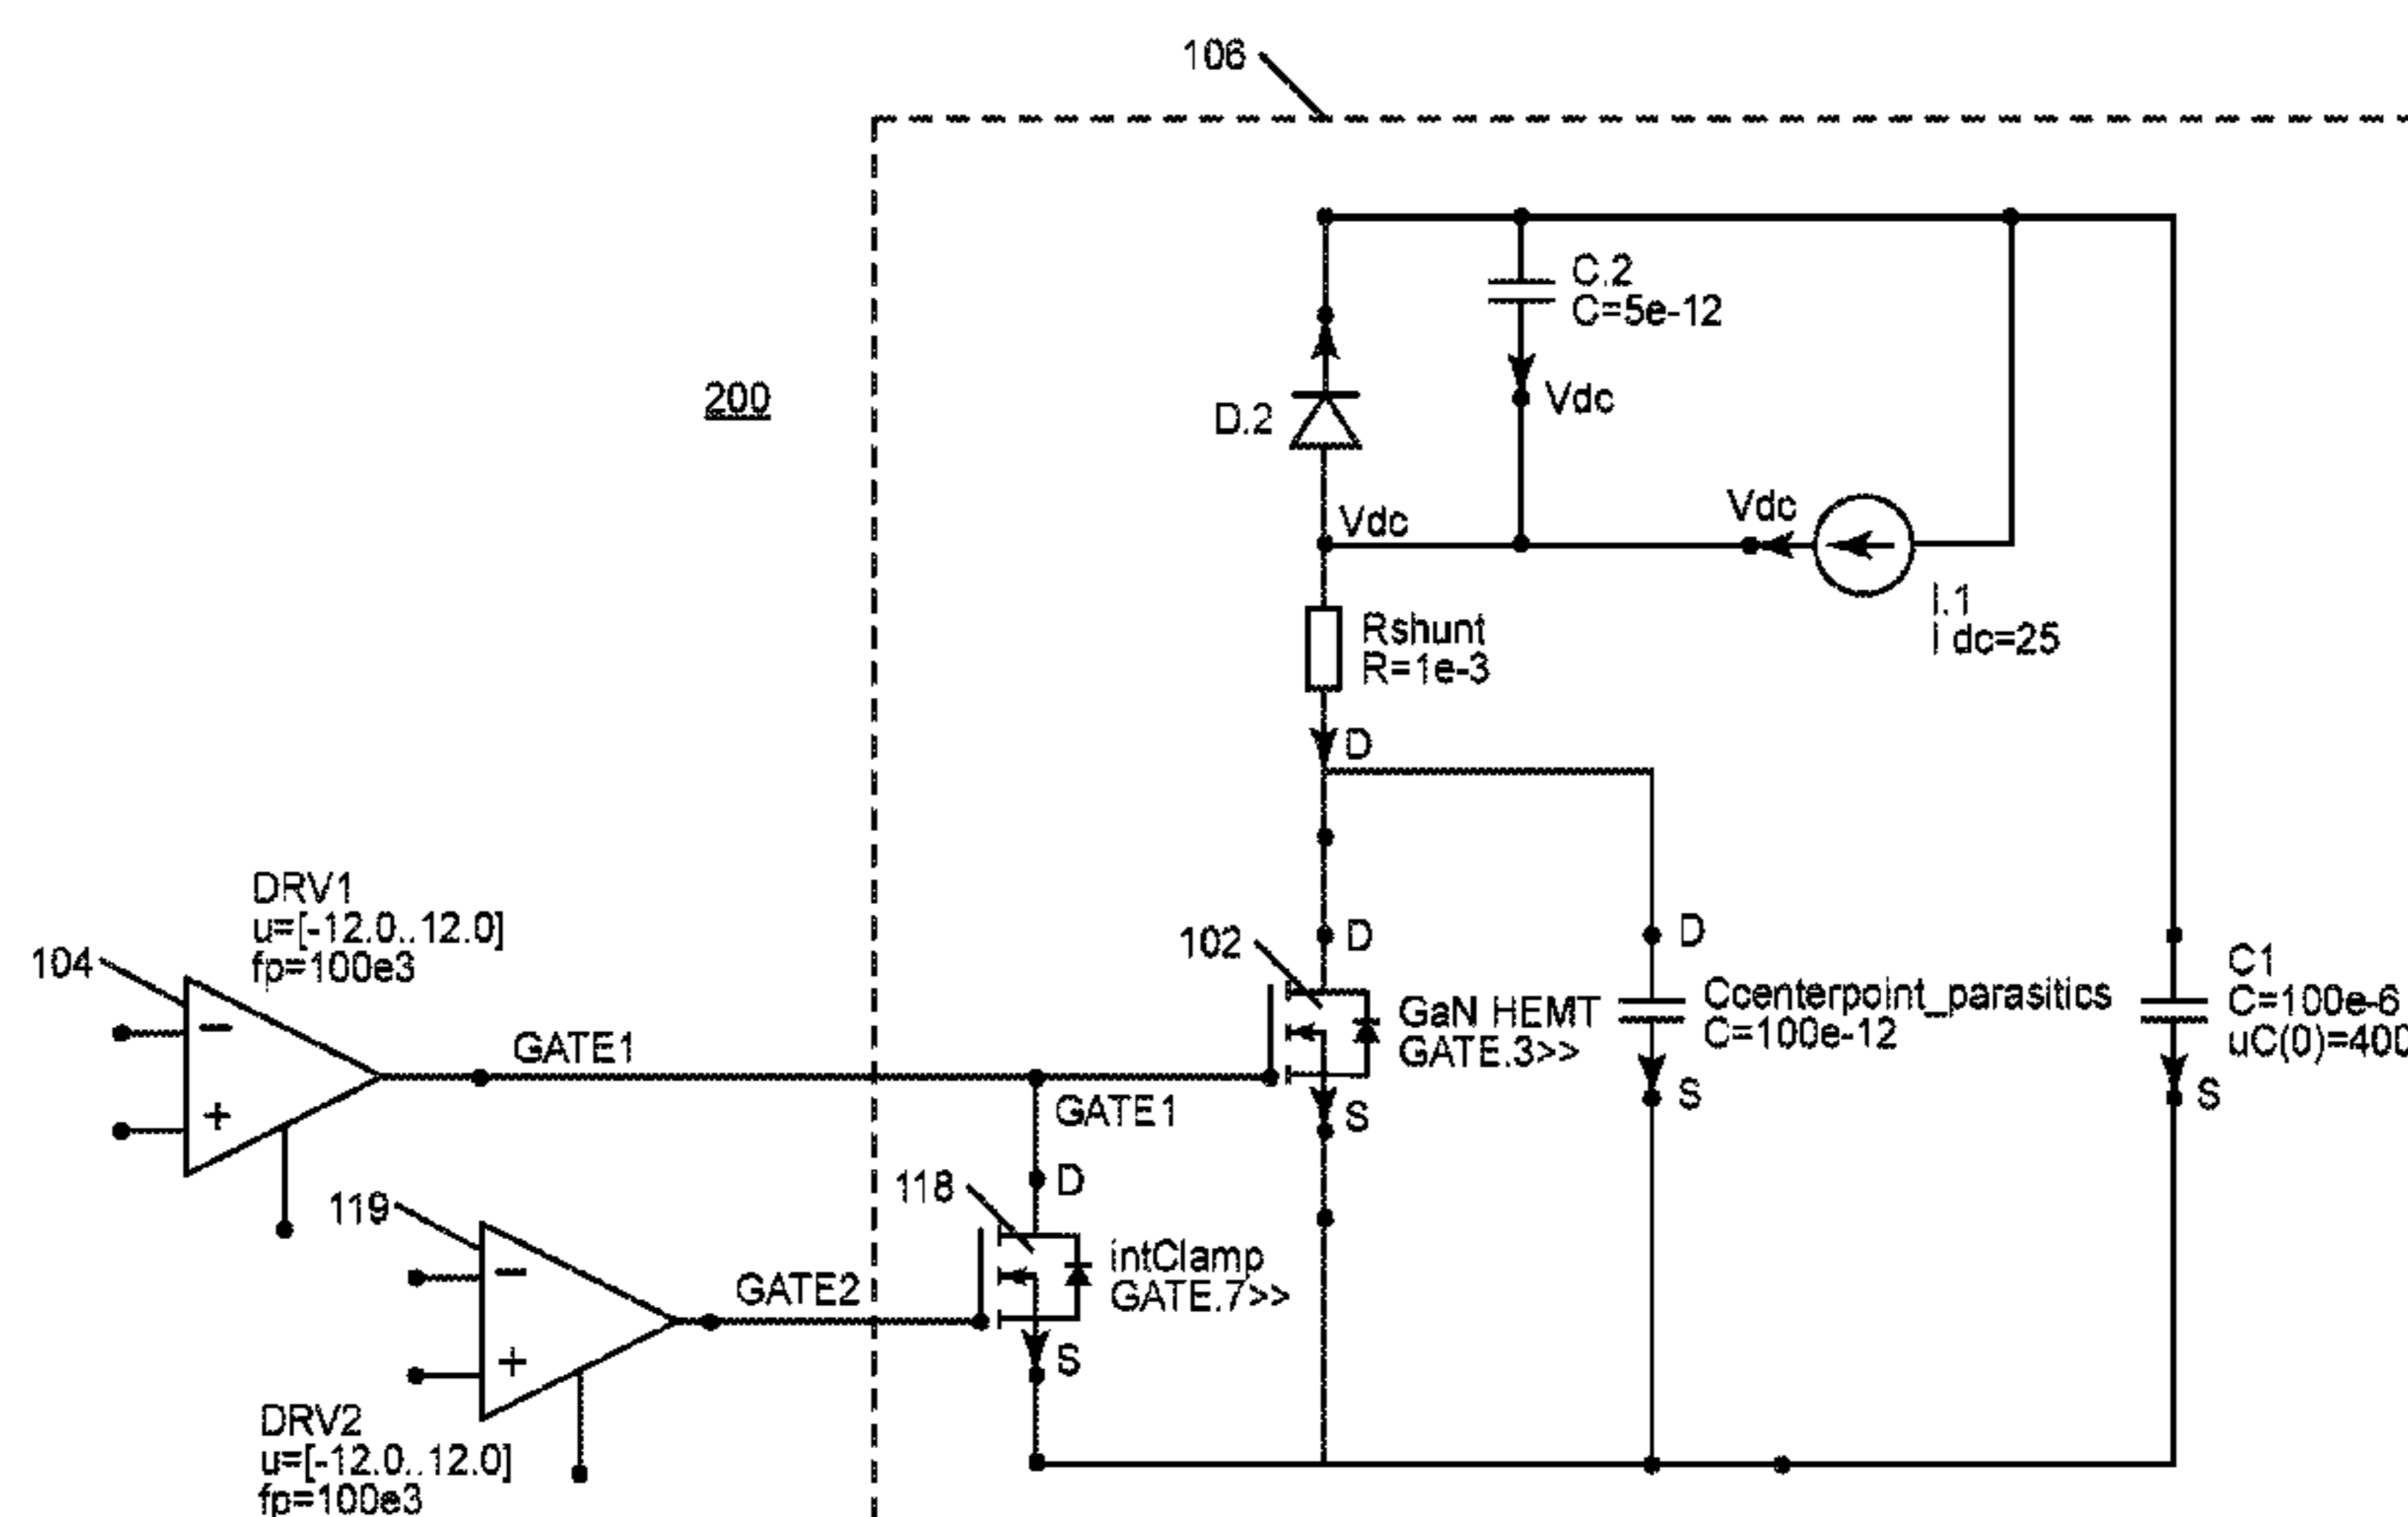 106
C.2
C=5e-12
200
Vdc
D.2
Vdc
Vdc
I.1
I dc=25
Rshunt
R=1e-3
D
DRV1
u=[-12.0..12.0]
fp=100e3
104
102
D
D
GaN HEMT
GATE.3>>
Ccenterpoint_parasitics
C=100e-12
C1
C=100e-6
uC(0)=400
−
+
GATE1
GATE1
S
S
S
118
D
119
intClamp
GATE.7>>
−
+
GATE2
S
DRV2
u=[-12.0..12.0]
fp=100e3